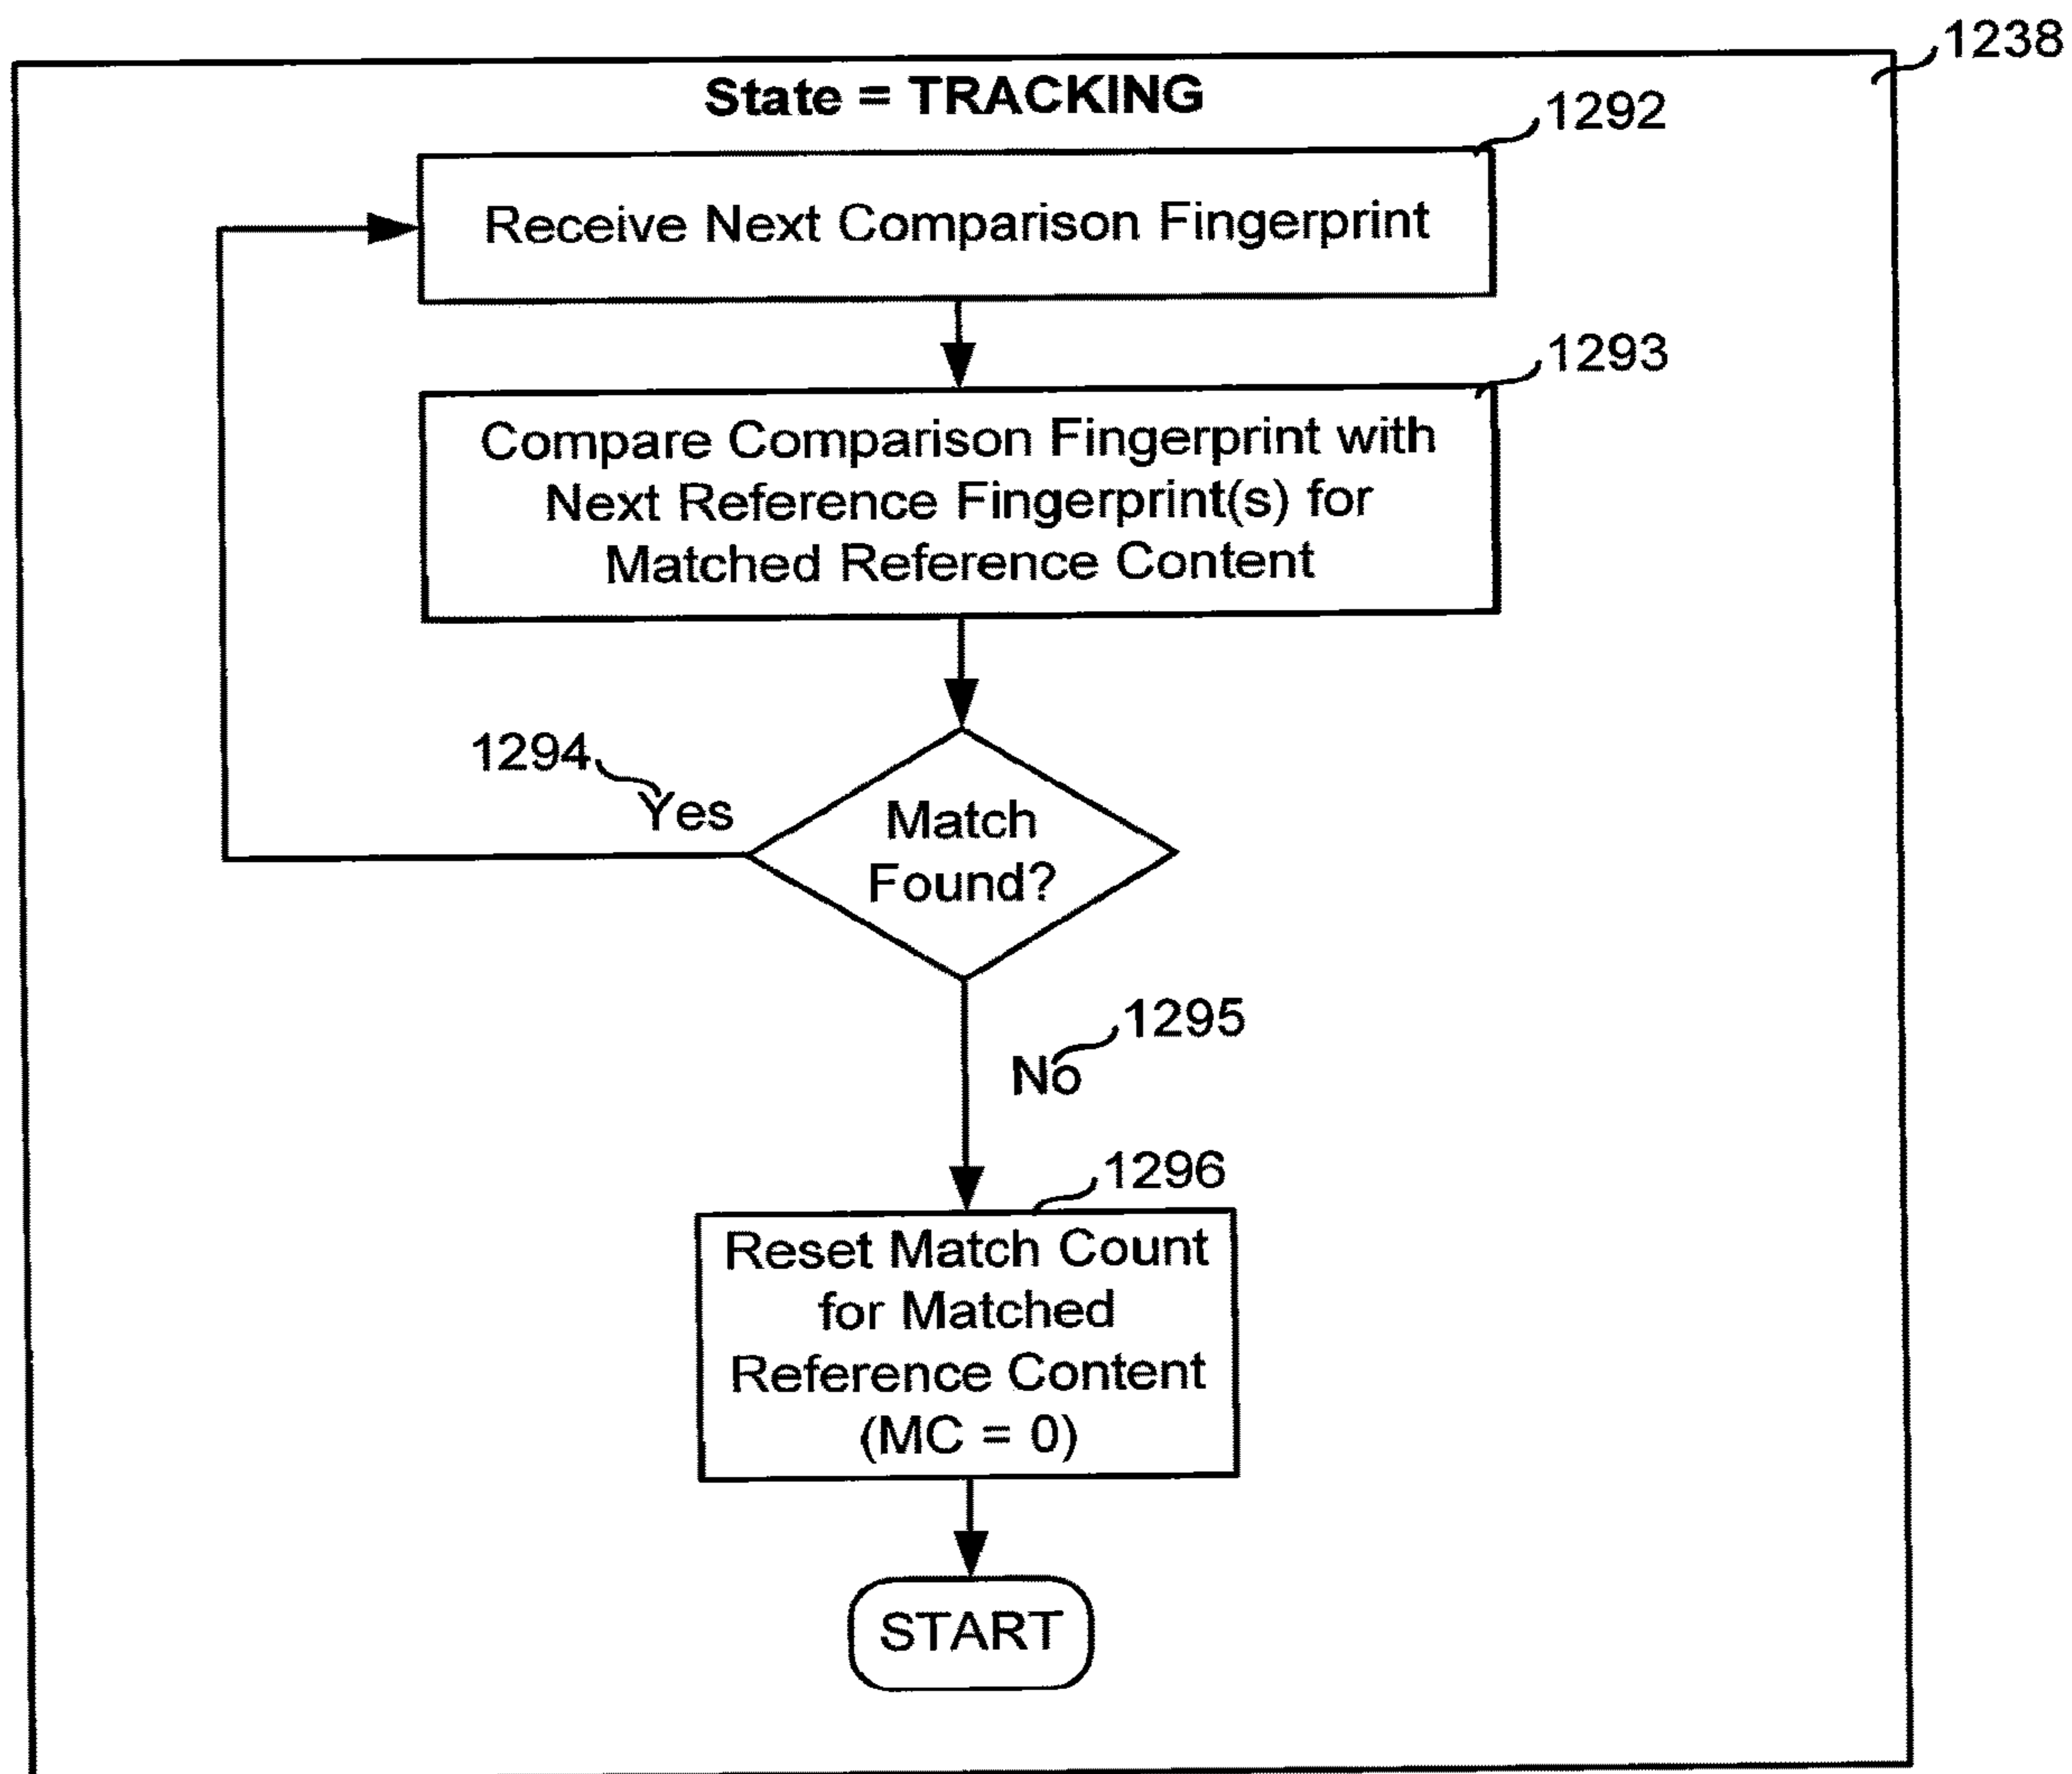 1238
State = TRACKING
1292
Receive Next Comparison Fingerprint
1293
Compare Comparison Fingerprint with
Next Reference Fingerprint(s) for
Matched Reference Content
1294
Yes
Match
Found?
1295
No
1296
Reset Match Count
for Matched
Reference Content
(MC = 0)
START